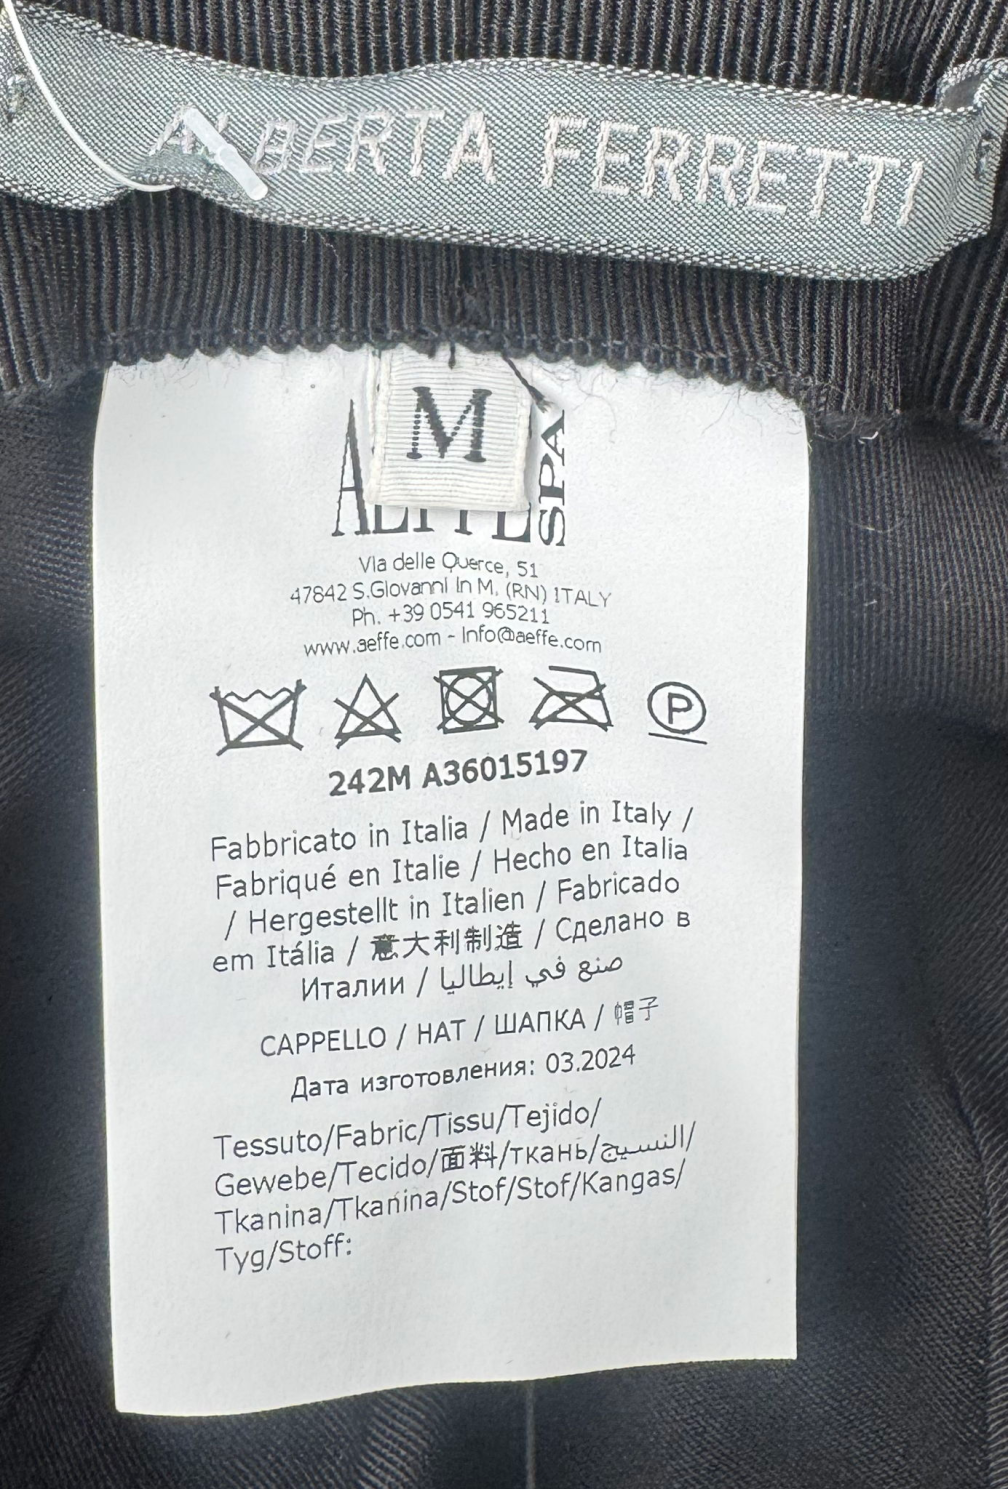 ALBERTA FERRETTI
M
AEFFE
SPA
Via delle Querce, 51
47842 S.Giovanni in M. (RN) ITALY
Ph. +39 0541 965211
www.aeffe.com - Info@aeffe.com
P
242M A36015197
Fabbricato in Italia / Made in Italy /
Fabriqué en Italie / Hecho en Italia
/ Hergestellt in Italien / Fabricado
em Itália / 意大利制造 / Сделано в
Италии / صنع في إيطاليا
CAPPELLO / HAT / ШАПКА / 帽子
Дата изготовления: 03.2024
Tessuto/Fabric/Tissu/Tejido/
Gewebe/Tecido/面料/ткань/النسيج/
Tkanina/Tkanina/Stof/Stof/Kangas/
Tyg/Stoff: